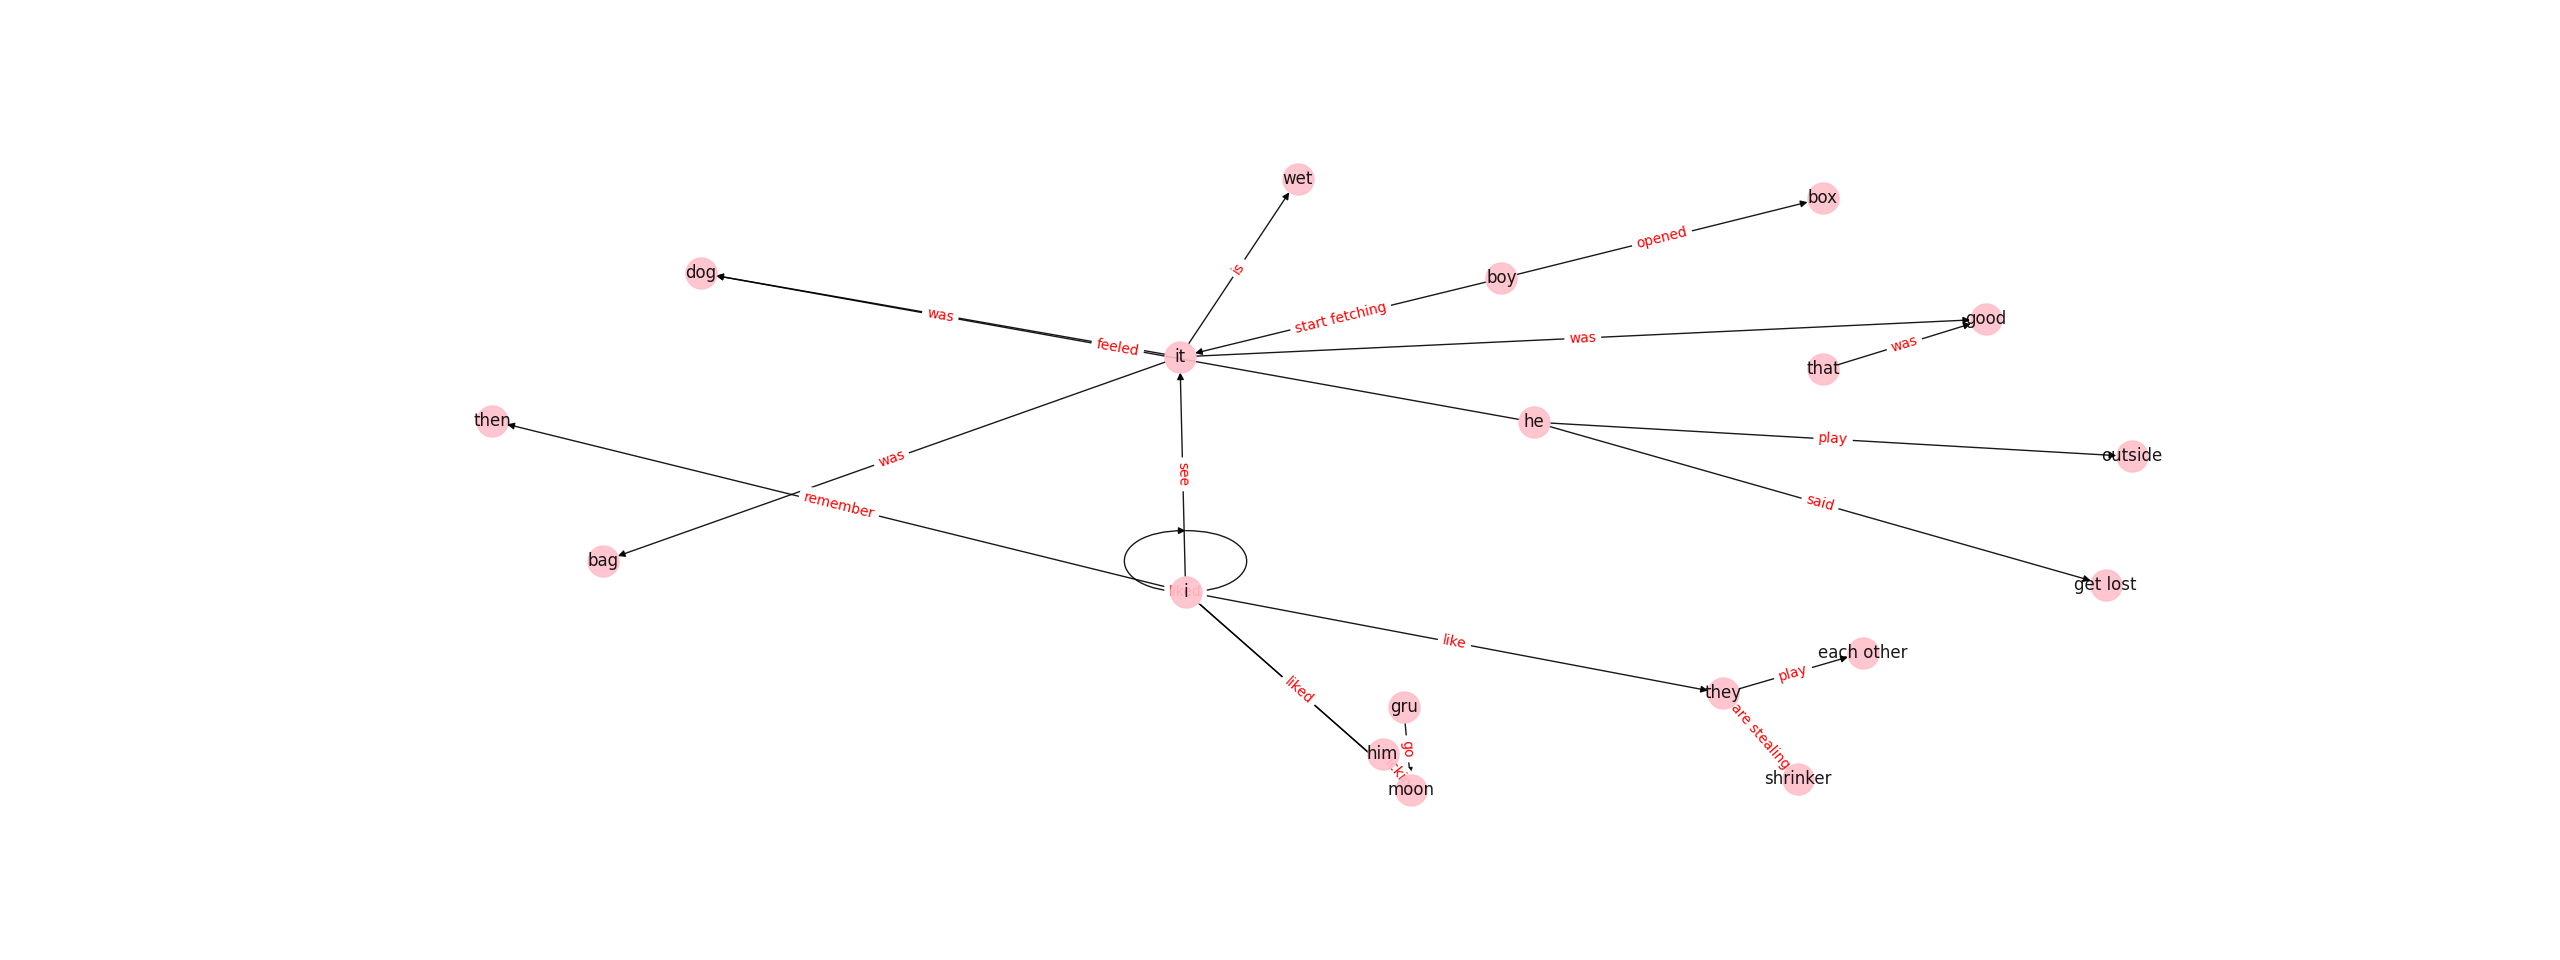 wet
box
opened
is
dog
boy
start fetching
was
good
was
was
that
feeled
it
then
he
play
outside
was
see
remember
said
bag
i
get lost
like
each other
play
liked
they
gru
are stealing
go
him
shrinker
moon